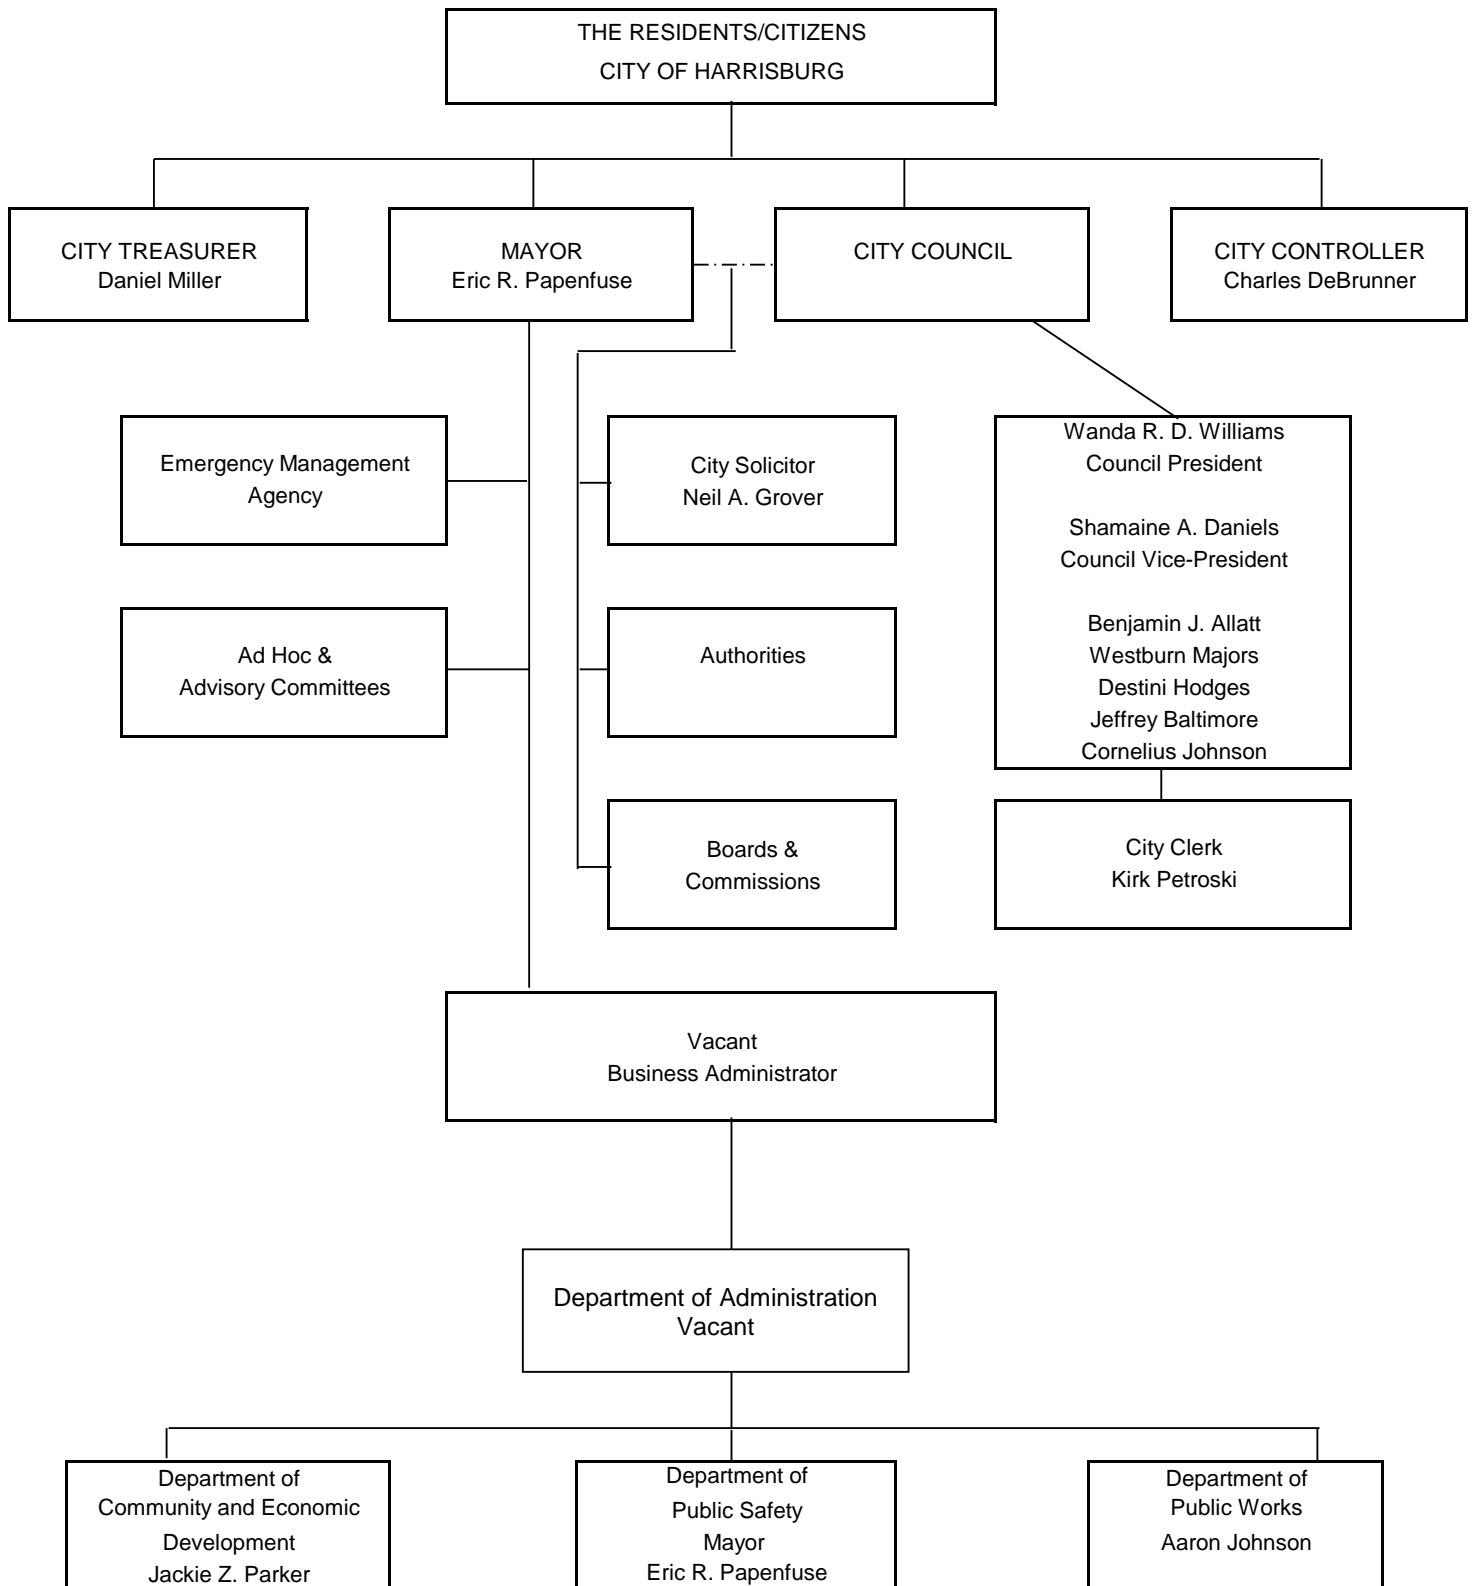 THE RESIDENTS/CITIZENS
CITY OF HARRISBURG
CITY TREASURER
Daniel Miller
MAYOR
Eric R. Papenfuse
CITY COUNCIL
CITY CONTROLLER
Charles DeBrunner
Emergency Management
Agency
City Solicitor
Neil A. Grover
Wanda R. D. Williams
Council President
Shamaine A. Daniels
Council Vice-President
Benjamin J. Allatt
Westburn Majors
Destini Hodges
Jeffrey Baltimore
Cornelius Johnson
Ad Hoc &
Advisory Committees
Authorities
Boards &
Commissions
City Clerk
Kirk Petroski
Vacant
Business Administrator
Department of Administration
Vacant
Department of
Community and Economic
Development
Jackie Z. Parker
Department of
Public Safety
Mayor
Eric R. Papenfuse
Department of
Public Works
Aaron Johnson